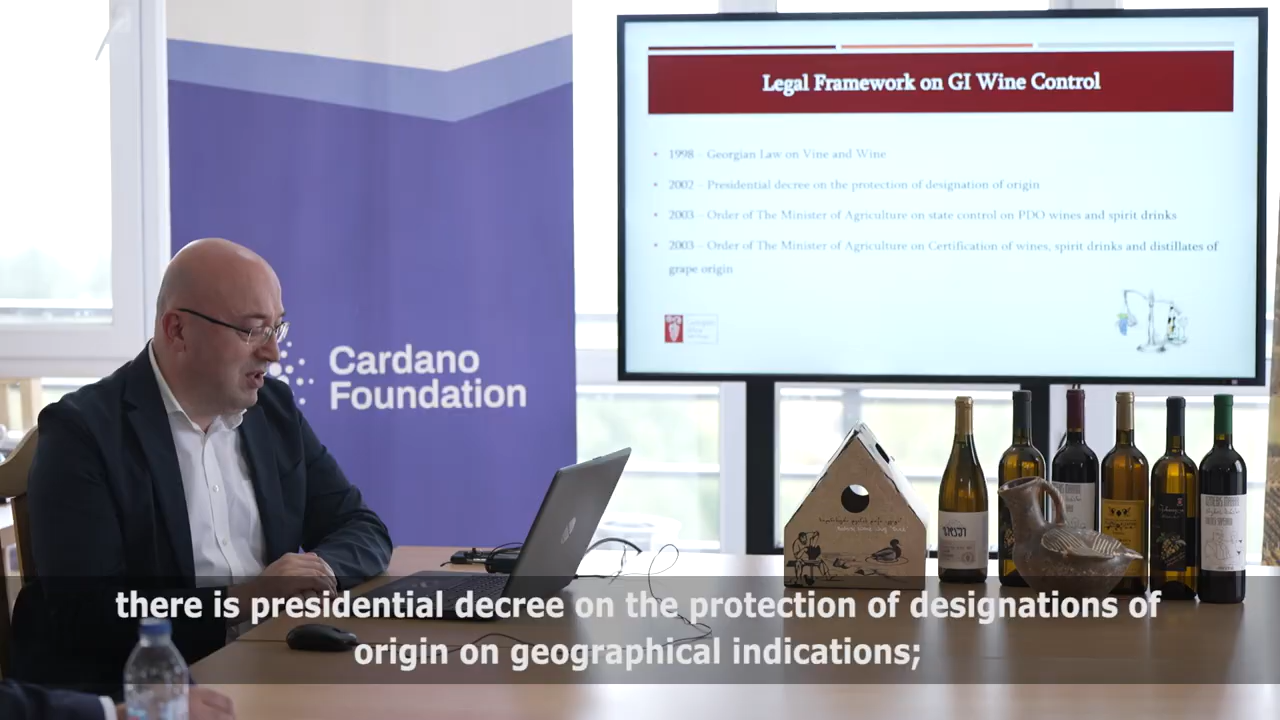 Legal Framework on GI Wine Control
• 1998 – Georgian Law on Vine and Wine
• 2002 – Presidential decree on the protection of designation of origin
• 2003 – Order of The Minister of Agriculture on state control on PDO wines and spirit drinks
• 2003 – Order of The Minister of Agriculture on Certification of wines, spirit drinks and distillates of
grape origin
Georgian
Wine
Cardano
Foundation
there is presidential decree on the protection of designations of
origin on geographical indications;